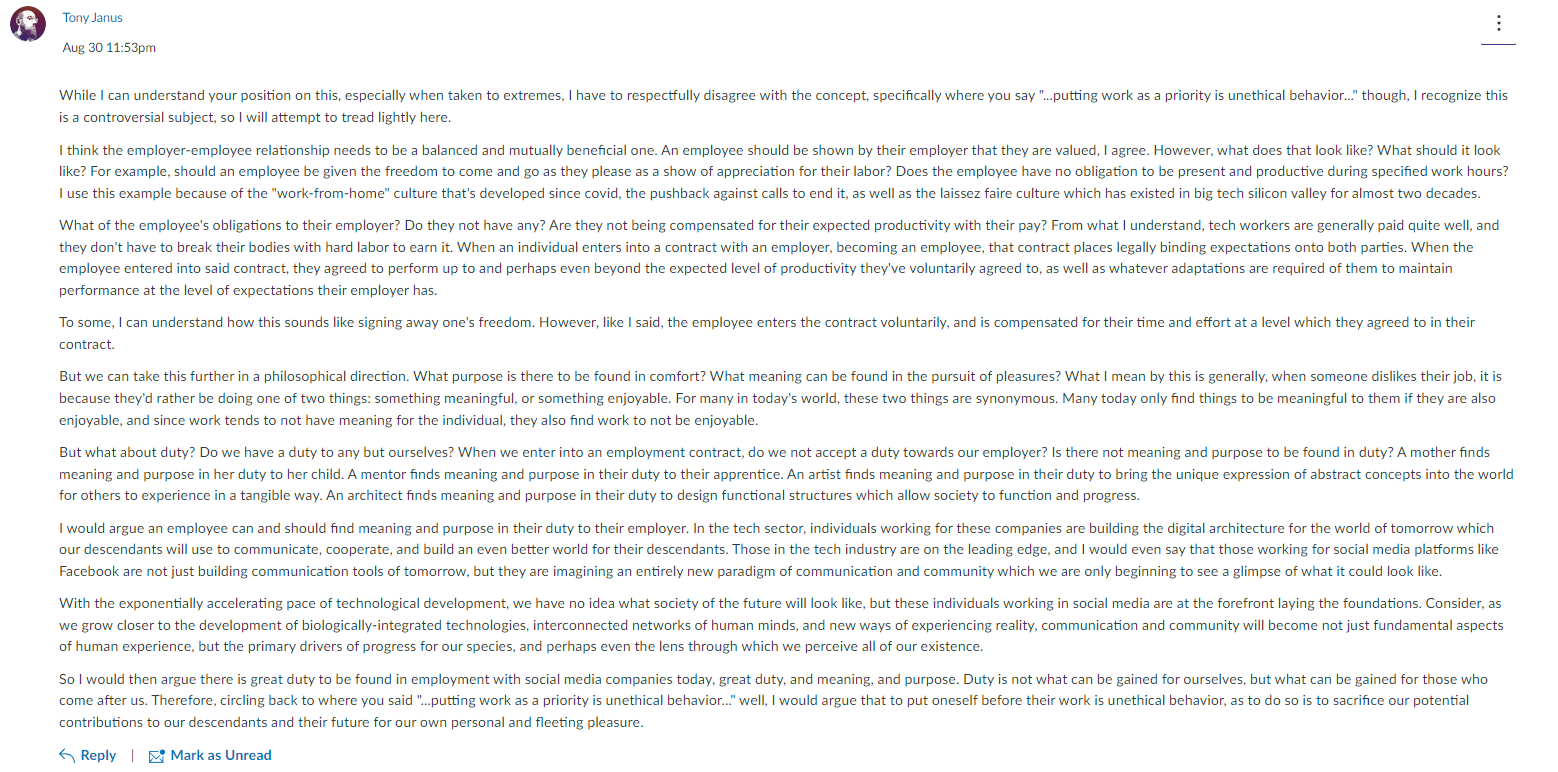 Tony Janus
Aug 30 11:53pm
While I can understand your position on this, especially when taken to extremes, I have to respectfully disagree with the concept, specifically where you say "...putting work as a priority is unethical behavior..." though, I recognize this
is a controversial subject, so I will attempt to tread lightly here.
I think the employer-employee relationship needs to be a balanced and mutually beneficial one. An employee should be shown by their employer that they are valued, I agree. However, what does that look like? What should it look
like? For example, should an employee be given the freedom to come and go as they please as a show of appreciation for their labor? Does the employee have no obligation to be present and productive during specified work hours?
I use this example because of the "work-from-home" culture that's developed since covid, the pushback against calls to end it, as well as the laissez faire culture which has existed in big tech silicon valley for almost two decades.
What of the employee's obligations to their employer? Do they not have any? Are they not being compensated for their expected productivity with their pay? From what I understand, tech workers are generally paid quite well, and
they don't have to break their bodies with hard labor to earn it. When an individual enters into a contract with an employer, becoming an employee, that contract places legally binding expectations onto both parties. When the
employee entered into said contract, they agreed to perform up to and perhaps even beyond the expected level of productivity they've voluntarily agreed to, as well as whatever adaptations are required of them to maintain
performance at the level of expectations their employer has.
To some, I can understand how this sounds like signing away one's freedom. However, like I said, the employee enters the contract voluntarily, and is compensated for their time and effort at a level which they agreed to in their
contract.
But we can take this further in a philosophical direction. What purpose is there to be found in comfort? What meaning can be found in the pursuit of pleasures? What I mean by this is generally, when someone dislikes their job, it is
because they'd rather be doing one of two things: something meaningful, or something enjoyable. For many in today's world, these two things are synonymous. Many today only find things to be meaningful to them if they are also
enjoyable, and since work tends to not have meaning for the individual, they also find work to not be enjoyable.
But what about duty? Do we have a duty to any but ourselves? When we enter into an employment contract, do we not accept a duty towards our employer? Is there not meaning and purpose to be found in duty? A mother finds
meaning and purpose in her duty to her child. A mentor finds meaning and purpose in their duty to their apprentice. An artist finds meaning and purpose in their duty to bring the unique expression of abstract concepts into the world
for others to experience in a tangible way. An architect finds meaning and purpose in their duty to design functional structures which allow society to function and progress.
I would argue an employee can and should find meaning and purpose in their duty to their employer. In the tech sector, individuals working for these companies are building the digital architecture for the world of tomorrow which
our descendants will use to communicate, cooperate, and build an even better world for their descendants. Those in the tech industry are on the leading edge, and I would even say that those working for social media platforms like
Facebook are not just building communication tools of tomorrow, but they are imagining an entirely new paradigm of communication and community which we are only beginning to see a glimpse of what it could look like.
With the exponentially accelerating pace of technological development, we have no idea what society of the future will look like, but these individuals working in social media are at the forefront laying the foundations. Consider, as
we grow closer to the development of biologically-integrated technologies, interconnected networks of human minds, and new ways of experiencing reality, communication and community will become not just fundamental aspects
of human experience, but the primary drivers of progress for our species, and perhaps even the lens through which we perceive all of our existence.
So I would then argue there is great duty to be found in employment with social media companies today, great duty, and meaning, and purpose. Duty is not what can be gained for ourselves, but what can be gained for those who
come after us. Therefore, circling back to where you said "...putting work as a priority is unethical behavior..." well, I would argue that to put oneself before their work is unethical behavior, as to do so is to sacrifice our potential
contributions to our descendants and their future for our own personal and fleeting pleasure.
Reply | Mark as Unread